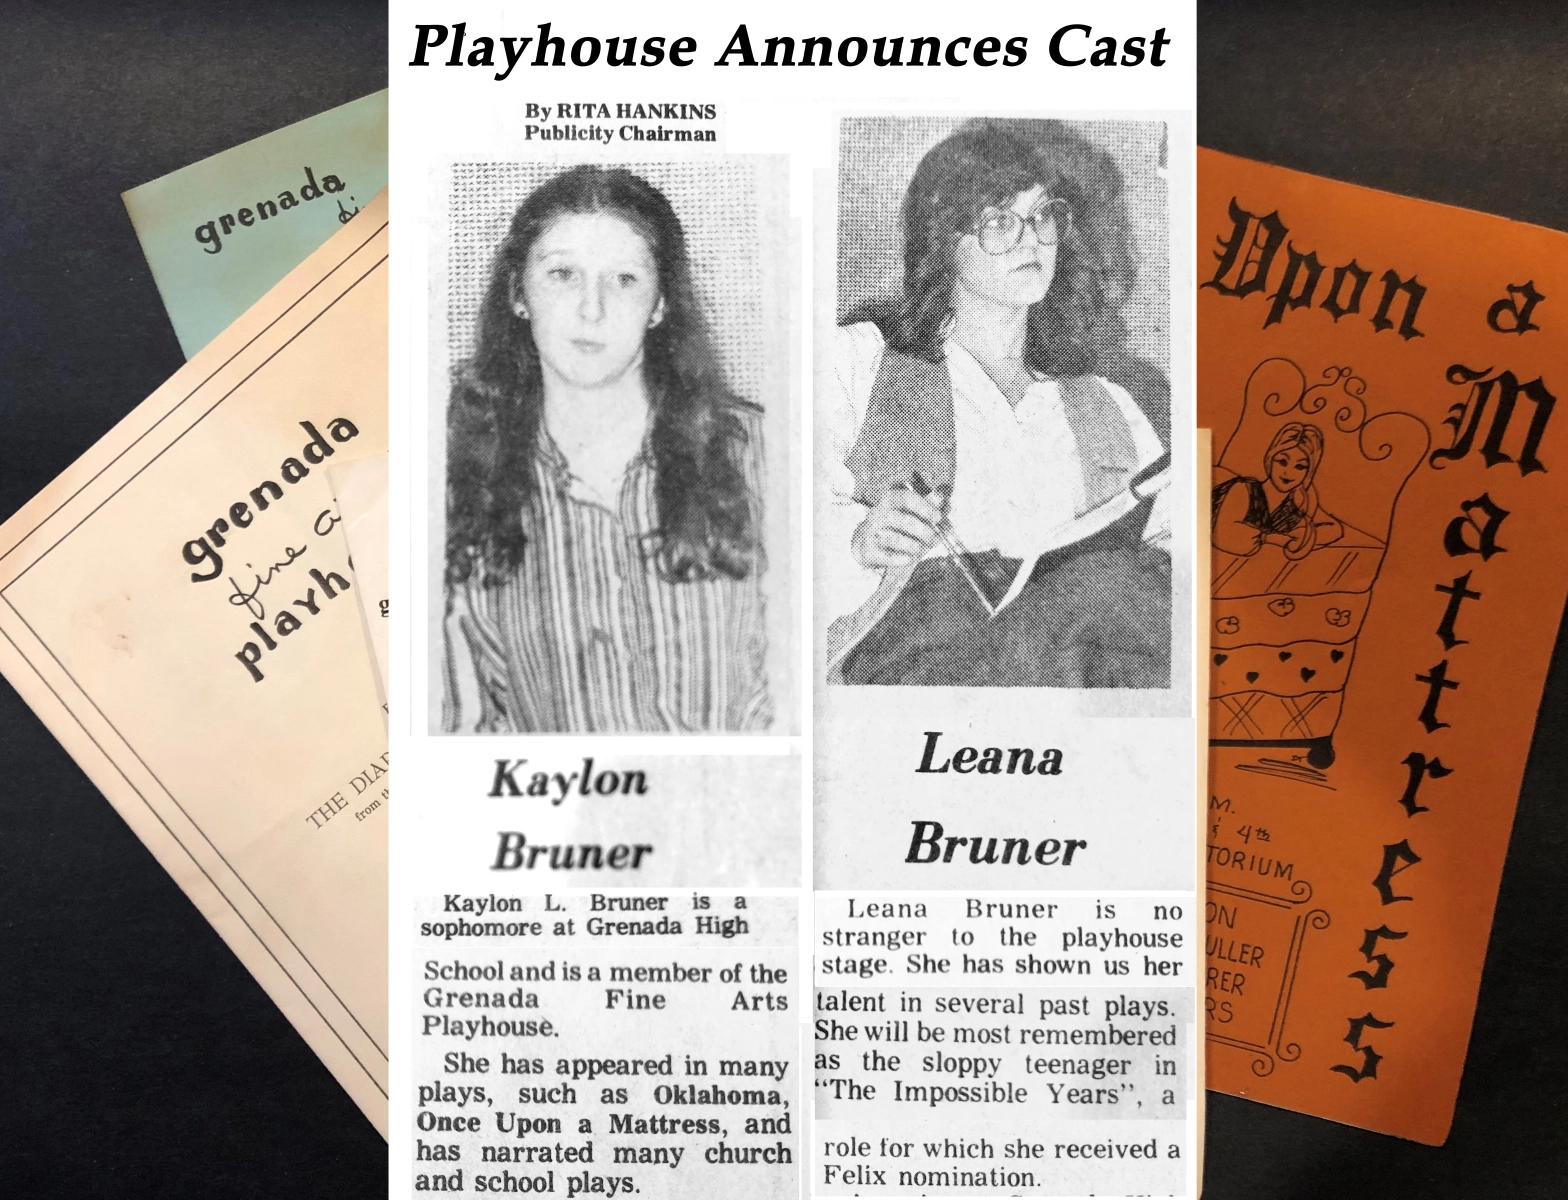 Playhouse Announces Cast
By RITA HANKINS
Publicity Chairman
Kaylon
Bruner
Kaylon L. Bruner is a
sophomore at Grenada High
School and is a member of the
Grenada Fine Arts
Playhouse.
She has appeared in many
plays, such as Oklahoma,
Once Upon a Mattress, and
has narrated many church
and school plays.
Leana
Bruner
Leana Bruner is no
stranger to the playhouse
stage. She has shown us her
talent in several past plays.
She will be most remembered
as the sloppy teenager in
"The Impossible Years", a
role for which she received a
Felix nomination.
grenada
grenada
fine
THE
from
Upon a
Mattress
4th